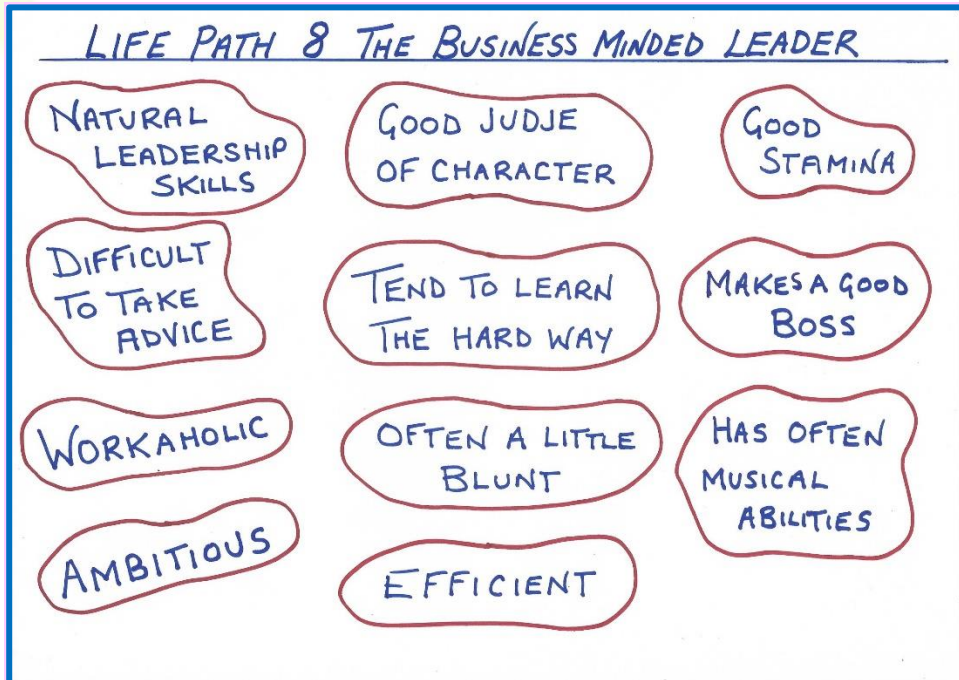 LIFE PATH 8 THE BUSINESS MINDED LEADER
NATURAL
LEADERSHIP
SKILLS
GOOD JUDJE
OF CHARACTER
GOOD
STAMINA
DIFFICULT
TO TAKE
ADVICE
TEND TO LEARN
THE HARD WAY
MAKES A GOOD
BOSS
WORKAHOLIC
OFTEN A LITTLE
BLUNT
HAS OFTEN
MUSICAL
ABILITIES
AMBITIOUS
EFFICIENT